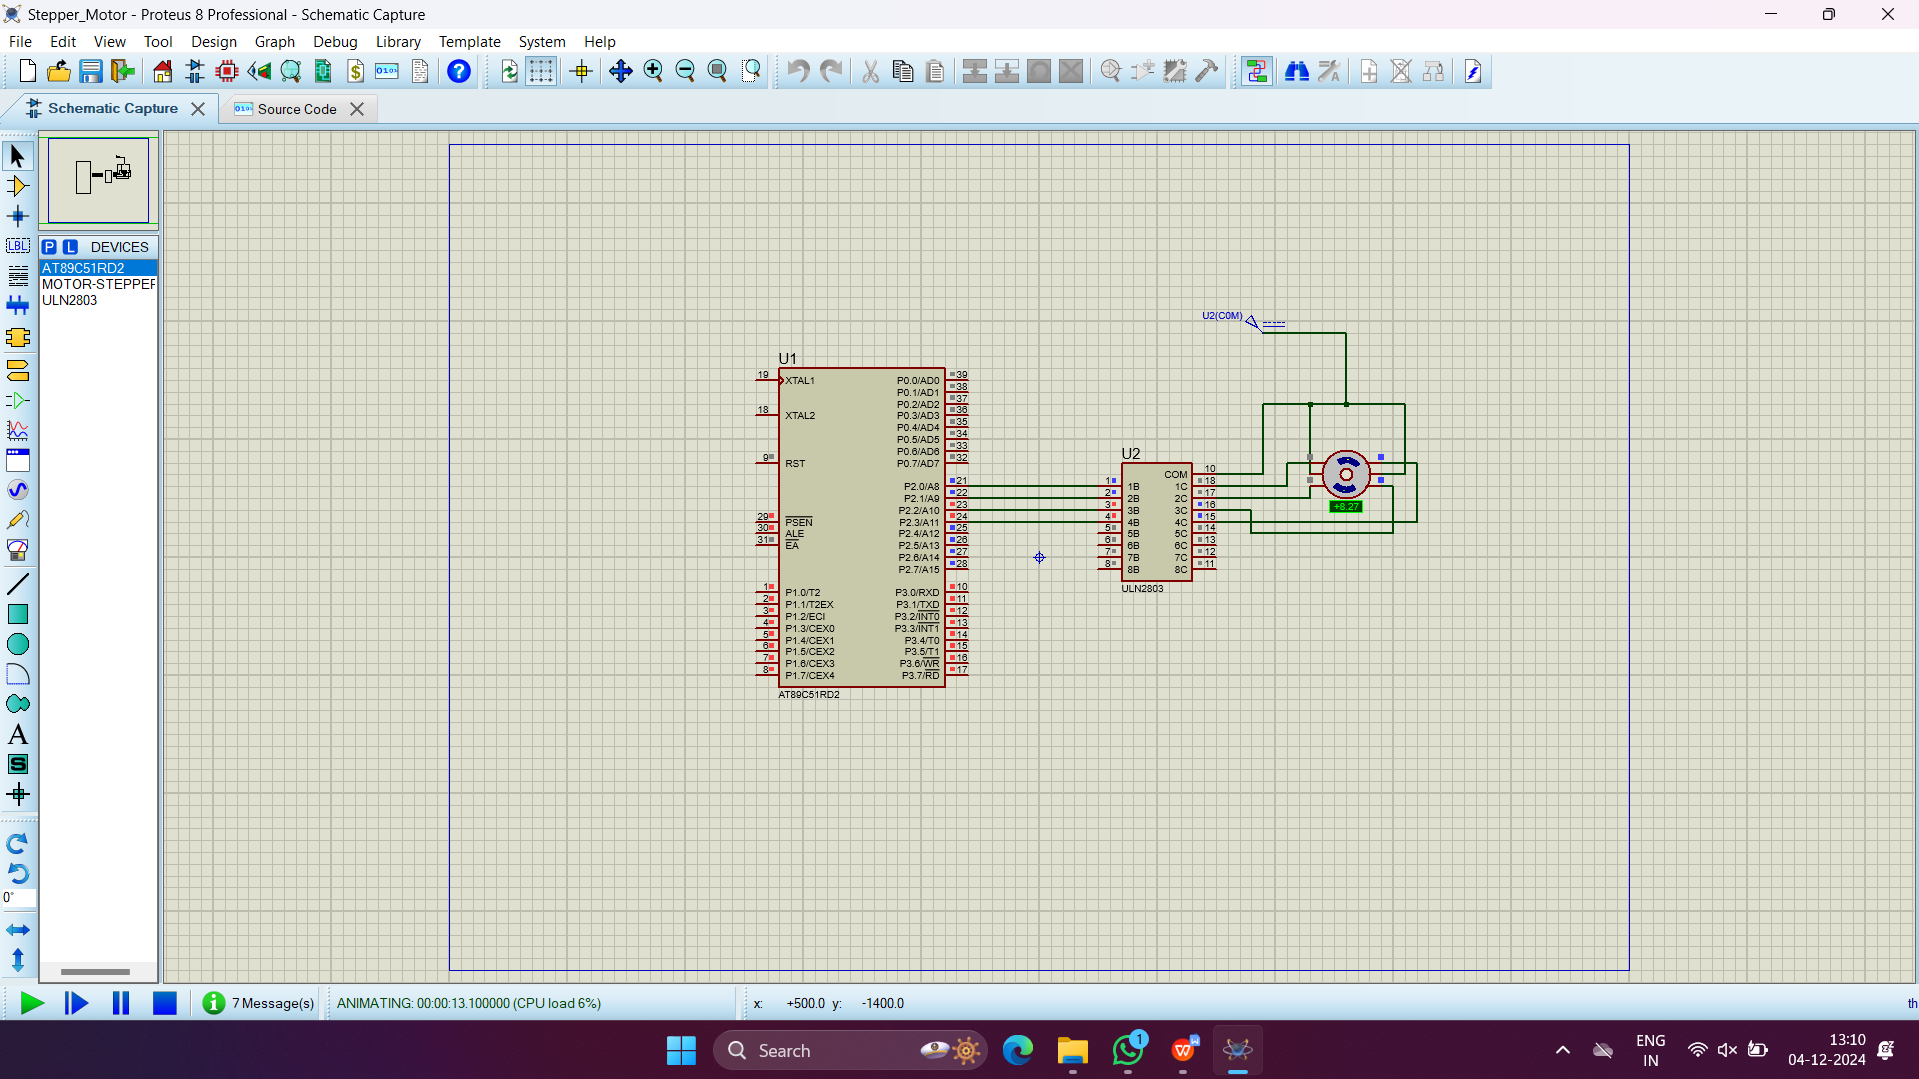 Stepper_Motor - Proteus 8 Professional - Schematic Capture
File Edit View Tool Design Graph Debug Library Template System Help
Schematic Capture
Source Code
P L DEVICES
AT89C51RD2
MOTOR-STEPPER
ULN2803
LBL
A
S
0°
U2(COM)
U1
19 XTAL1
18 XTAL2
9 RST
29 PSEN
30 ALE
31 EA
1 P1.0/T2
2 P1.1/T2EX
3 P1.2/ECI
4 P1.3/CEX0
5 P1.4/CEX1
6 P1.5/CEX2
7 P1.6/CEX3
8 P1.7/CEX4
P0.0/AD0 39
P0.1/AD1 38
P0.2/AD2 37
P0.3/AD3 36
P0.4/AD4 35
P0.5/AD5 34
P0.6/AD6 33
P0.7/AD7 32
P2.0/A8 21
P2.1/A9 22
P2.2/A10 23
P2.3/A11 24
P2.4/A12 25
P2.5/A13 26
P2.6/A14 27
P2.7/A15 28
P3.0/RXD 10
P3.1/TXD 11
P3.2/INT0 12
P3.3/INT1 13
P3.4/T0 14
P3.5/T1 15
P3.6/WR 16
P3.7/RD 17
AT89C51RD2
U2
COM 10
1 1B 1C 18
2 2B 2C 17
3 3B 3C 16
4 4B 4C 15
5 5B 5C 14
6 6B 6C 13
7 7B 7C 12
8 8B 8C 11
ULN2803
+8.27
7 Message(s)
ANIMATING: 00:00:13.100000 (CPU load 6%)
x: +500.0 y: -1400.0
th
Search
1
ENG
IN
13:10
04-12-2024